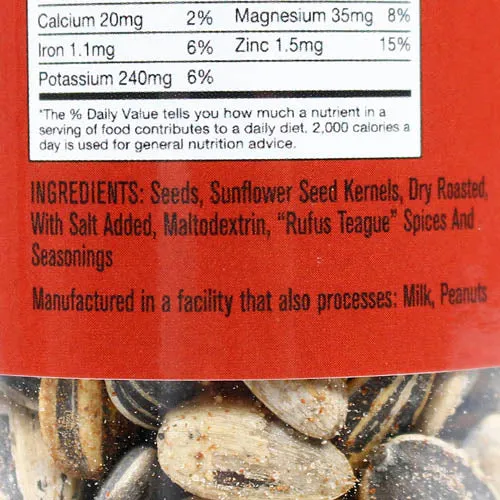 Calcium 20mg 2% Magnesium 35mg 8%
Iron 1.1mg 6% Zinc 1.5mg 15%
Potassium 240mg 6%
*The % Daily Value tells you how much a nutrient in a
serving of food contributes to a daily diet. 2,000 calories a
day is used for general nutrition advice.
INGREDIENTS: Seeds, Sunflower Seed Kernels, Dry Roasted,
With Salt Added, Maltodextrin, “Rufus Teague” Spices And
Seasonings
Manufactured in a facility that also processes: Milk, Peanuts